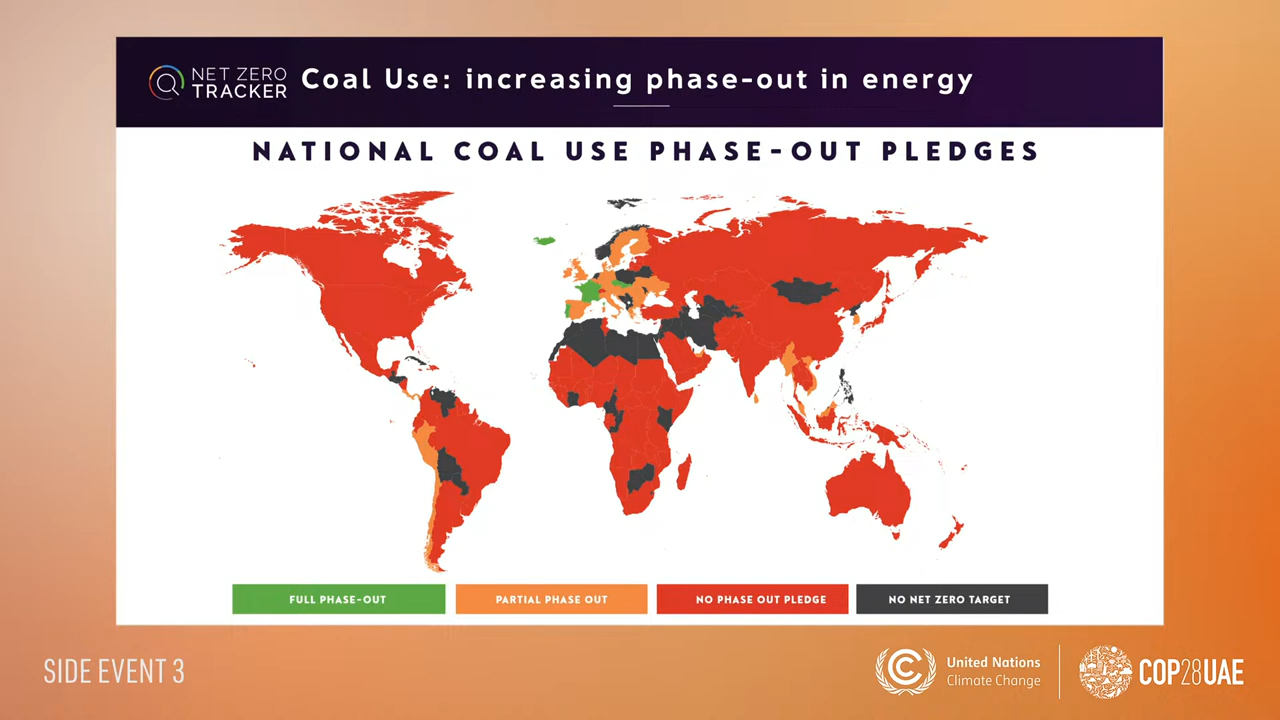 NET ZERO
TRACKER
Coal Use: increasing phase-out in energy
NATIONAL COAL USE PHASE-OUT PLEDGES
FULL PHASE-OUT
PARTIAL PHASE OUT
NO PHASE OUT PLEDGE
NO NET ZERO TARGET
SIDE EVENT 3
United Nations
Climate Change
COP28UAE